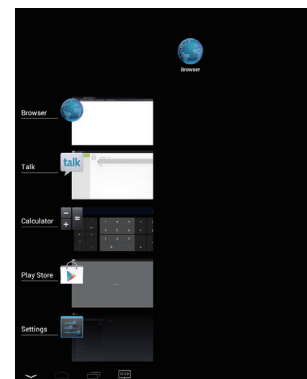 Browser
Browser
Talk
talk
Calculator
Play Store
Settings